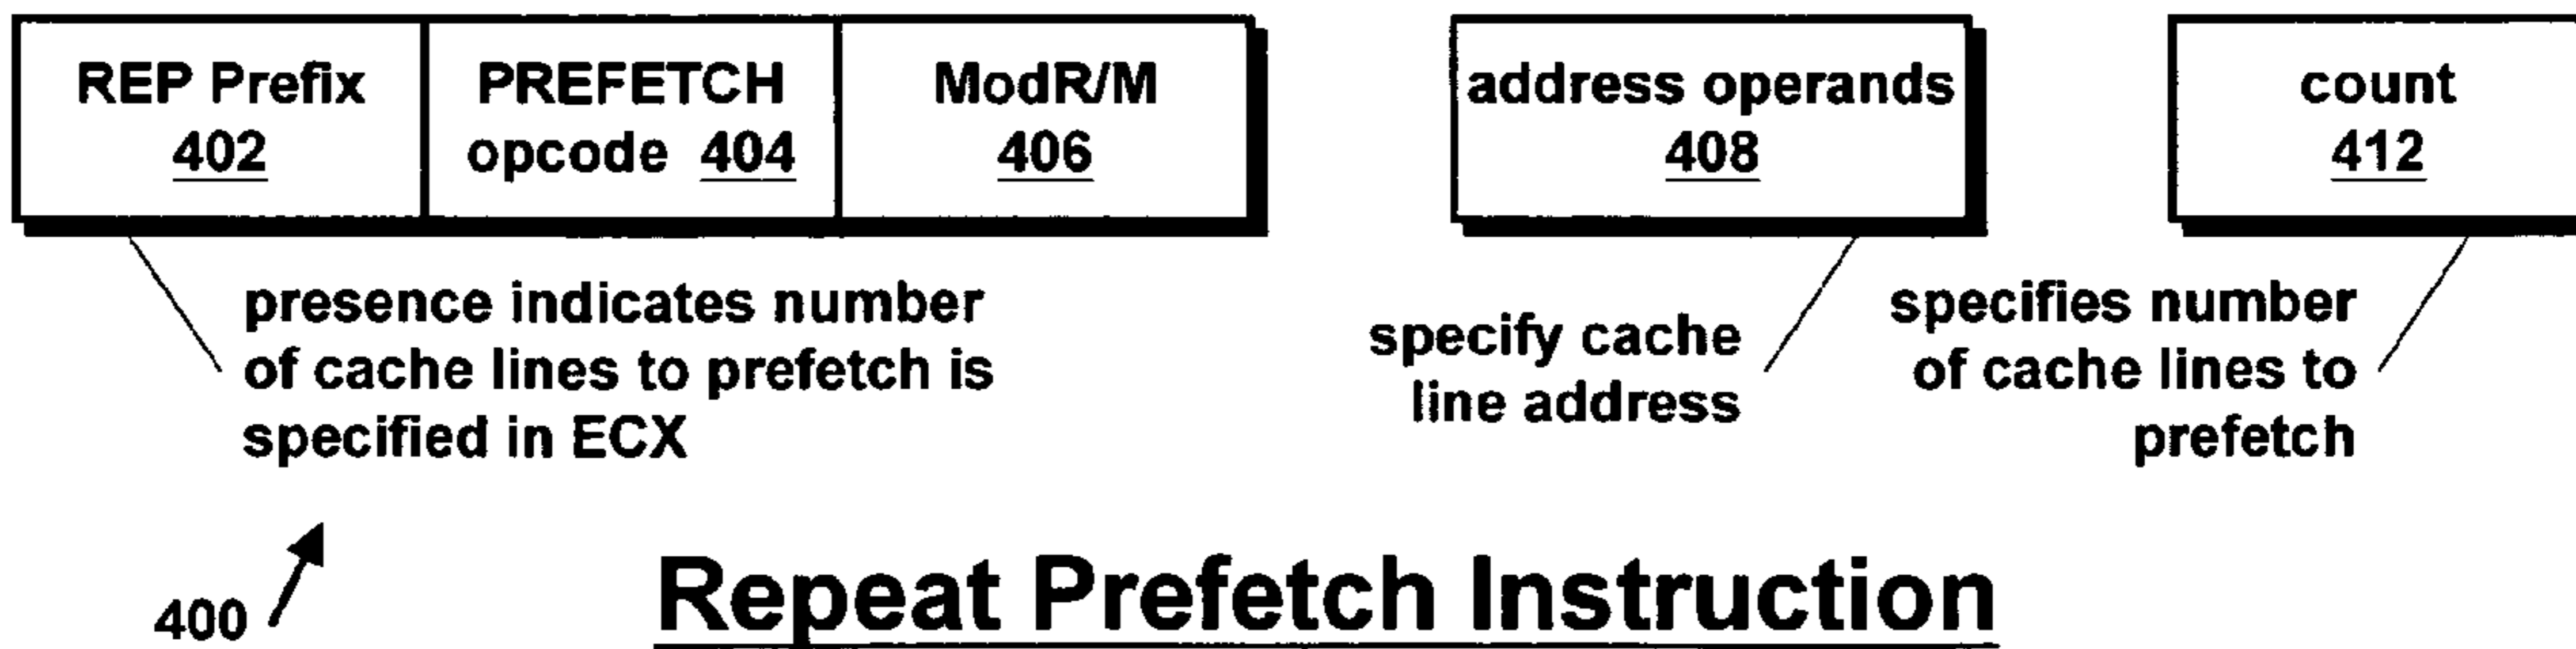 REP Prefix
402
PREFETCH
opcode 404
ModR/M
406
address operands
408
count
412
presence indicates number
of cache lines to prefetch is
specified in ECX
specify cache
line address
specifies number
of cache lines to
prefetch
400
Repeat Prefetch Instruction